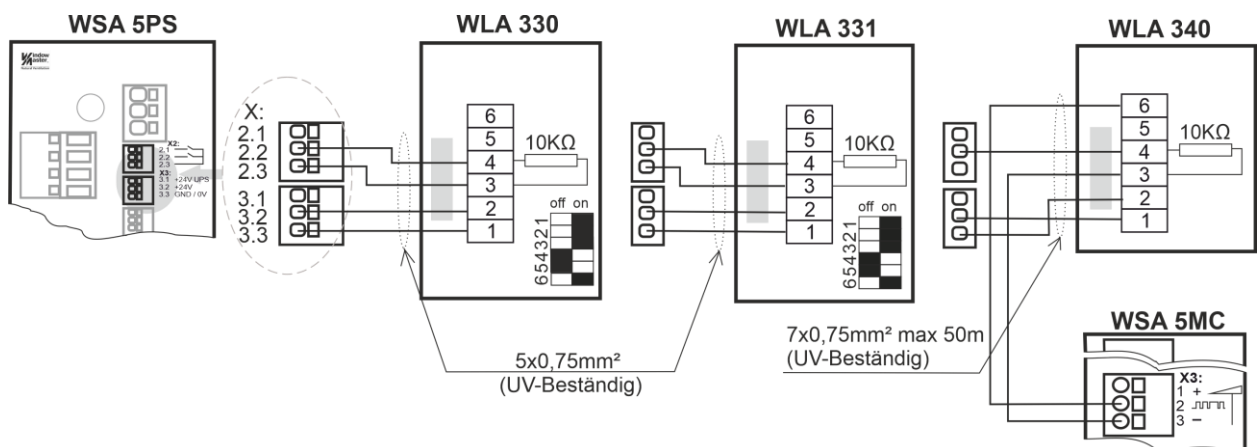 WSA 5PS
Window
Master.
X2:
2.1
2.2
2.3
X3:
3.1 +24V UPS
3.2 +24V
3.3 GND / 0V
X:
2.1
2.2
2.3
3.1
3.2
3.3
WLA 330
6
5
4
3
2
1
10KΩ
off on
654321
5x0,75mm²
(UV-Beständig)
WLA 331
6
5
4
3
2
1
10KΩ
off on
654321
7x0,75mm² max 50m
(UV-Beständig)
WLA 340
6
5
4
3
2
1
10KΩ
WSA 5MC
X3:
1 +
2
3 −